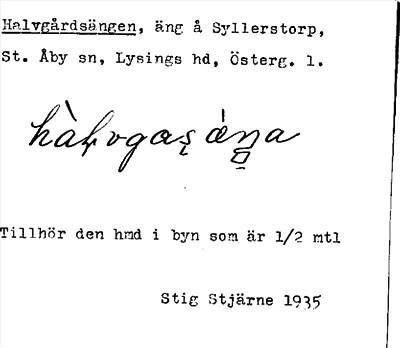 Halvgårdsängen, äng å Syllerstorp,
St. Åby sn, Lysings hd, Österg. l.
Tillhör den hmd i byn som är 1/2 mtl
Stig Stjärne 1935